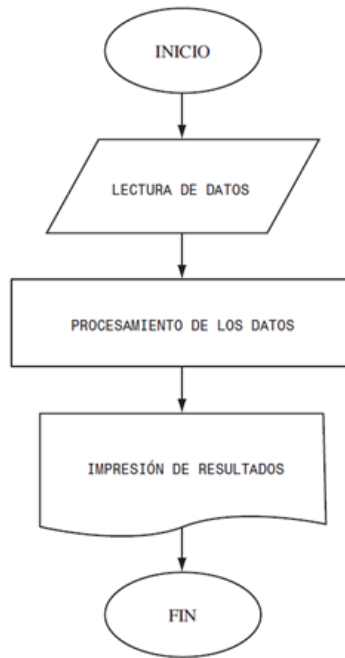 INICIO
LECTURA DE DATOS
PROCESAMIENTO DE LOS DATOS
IMPRESIÓN DE RESULTADOS
FIN